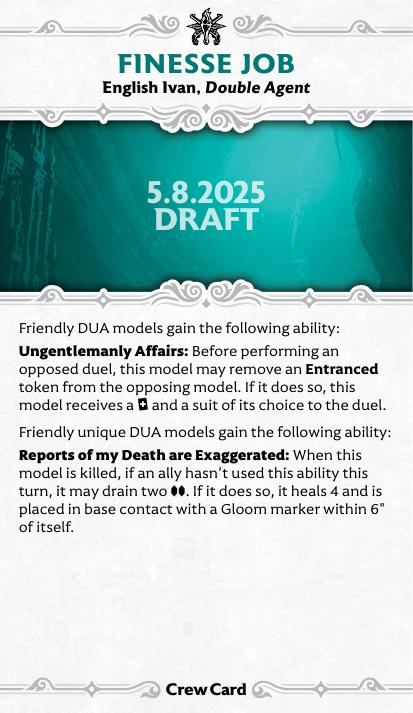 FINESSE JOB
English Ivan, Double Agent
5.8.2025
DRAFT
Friendly DUA models gain the following ability:
Ungentlemanly Affairs: Before performing an
opposed duel, this model may remove an Entranced
token from the opposing model. If it does so, this
model receives a + and a suit of its choice to the duel.
Friendly unique DUA models gain the following ability:
Reports of my Death are Exaggerated: When this
model is killed, if an ally hasn't used this ability this
turn, it may drain two . If it does so, it heals 4 and is
placed in base contact with a Gloom marker within 6"
of itself.
Crew Card